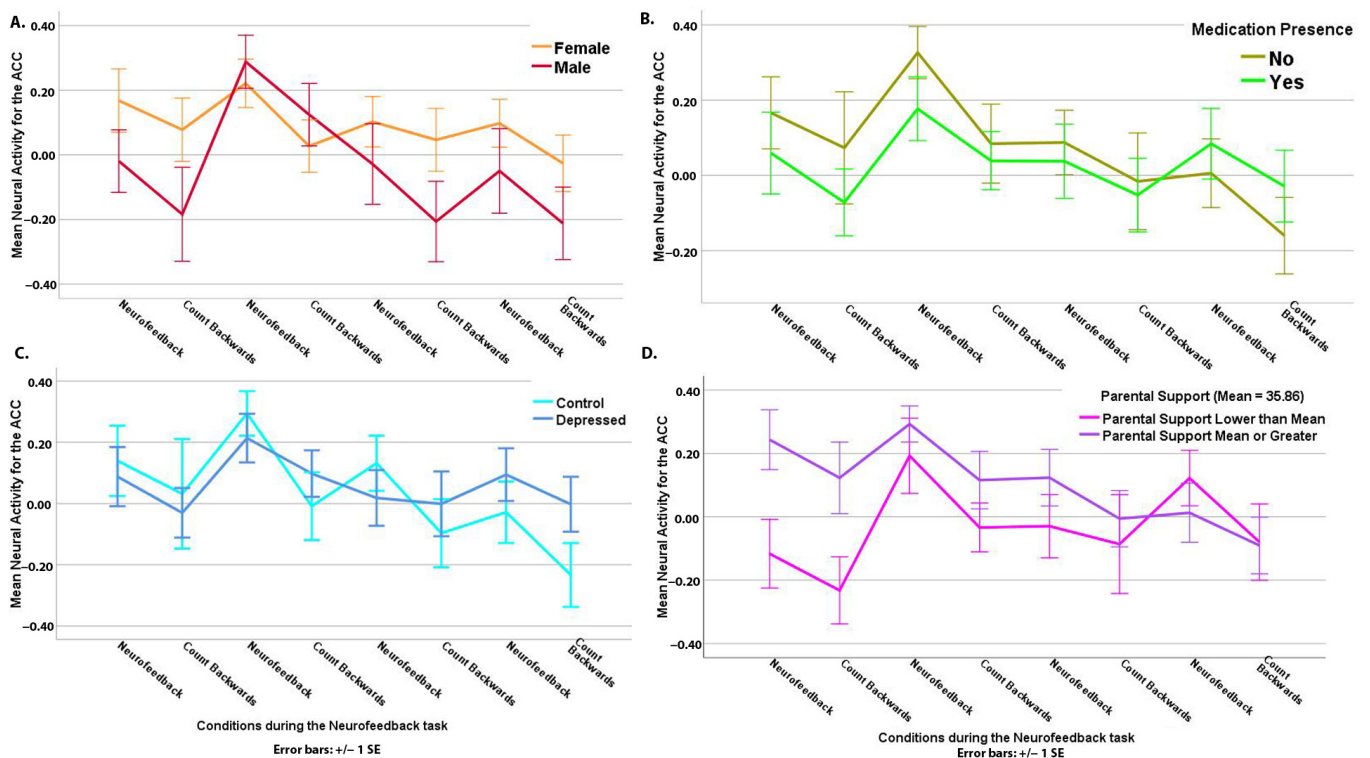 A.
Mean Neural Activity for the ACC
0.40
0.20
0.00
−0.20
−0.40
Female
Male
Neurofeedback
Count Backwards
Neurofeedback
Count Backwards
Neurofeedback
Count Backwards
Neurofeedback
Count
Backwards
B.
Mean Neural Activity for the ACC
0.40
0.20
0.00
−0.20
Medication Presence
No
Yes
Neurofeedback
Count Backwards
Neurofeedback
Count Backwards
Neurofeedback
Count Backwards
Neurofeedback
Count
Backwards
C.
Mean Neural Activity for the ACC
0.40
0.20
0.00
−0.20
−0.40
Control
Depressed
Neurofeedback
Count Backwards
Neurofeedback
Count Backwards
Neurofeedback
Count Backwards
Neurofeedback
Count
Backwards
Conditions during the Neurofeedback task
Error bars: +/− 1 SE
D.
Mean Neural Activity for the ACC
0.40
0.20
0.00
−0.20
−0.40
Parental Support (Mean = 35.86)
Parental Support Lower than Mean
Parental Support Mean or Greater
Neurofeedback
Count Backwards
Neurofeedback
Count Backwards
Neurofeedback
Count Backwards
Neurofeedback
Count
Backwards
Conditions during the Neurofeedback task
Error bars: +/− 1 SE